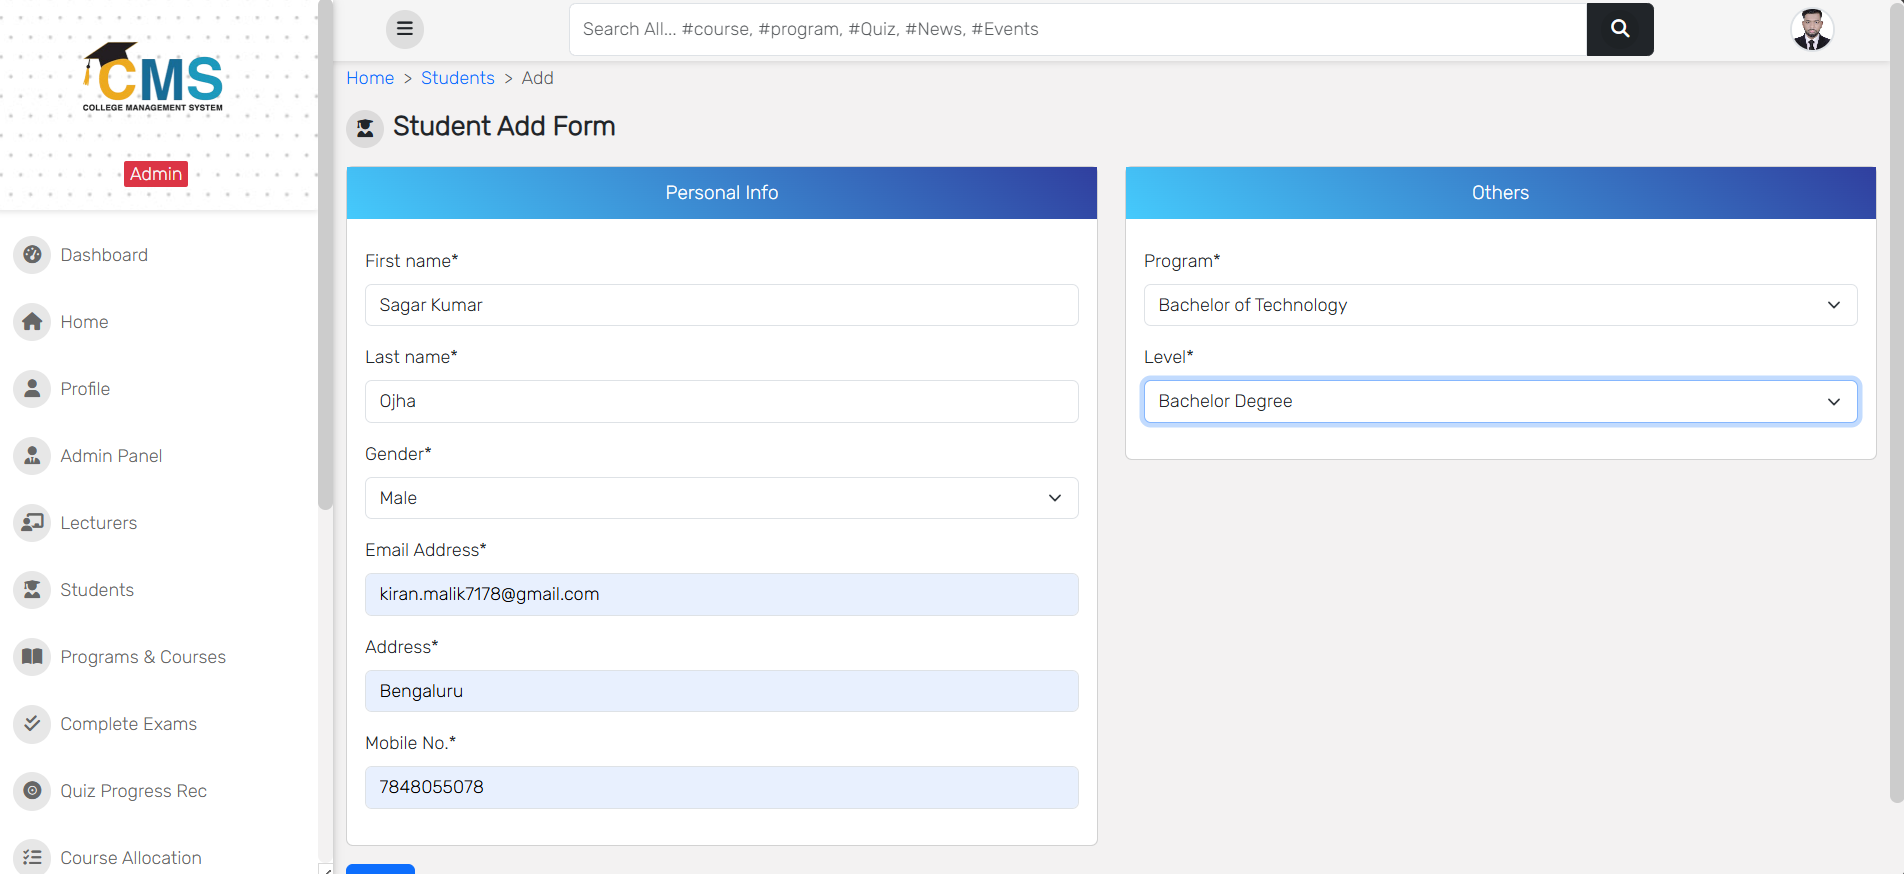 CMS
COLLEGE MANAGEMENT SYSTEM
Admin
Dashboard
Home
Profile
Admin Panel
Lecturers
Students
Programs & Courses
Complete Exams
Quiz Progress Rec
Course Allocation
Search All... #course, #program, #Quiz, #News, #Events
Home > Students > Add
Student Add Form
Personal Info
First name*
Sagar Kumar
Last name*
Ojha
Gender*
Male
Email Address*
kiran.malik7178@gmail.com
Address*
Bengaluru
Mobile No.*
7848055078
Others
Program*
Bachelor of Technology
Level*
Bachelor Degree